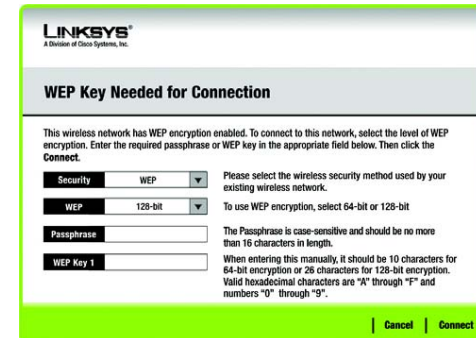 LINKSYS®
A Division of Cisco Systems, Inc.
WEP Key Needed for Connection
This wireless network has WEP encryption enabled. To connect to this network, select the level of WEP
encryption. Enter the required passphrase or WEP key in the appropriate field below. Then click the
Connect.
Security WEP Please select the wireless security method used by your
existing wireless network.
WEP 128-bit To use WEP encryption, select 64-bit or 128-bit
Passphrase The Passphrase is case-sensitive and should be no more
than 16 characters in length.
WEP Key 1 When entering this manually, it should be 10 characters for
64-bit encryption or 26 characters for 128-bit encryption.
Valid hexadecimal characters are "A" through "F" and
numbers "0" through "9".
Cancel Connect